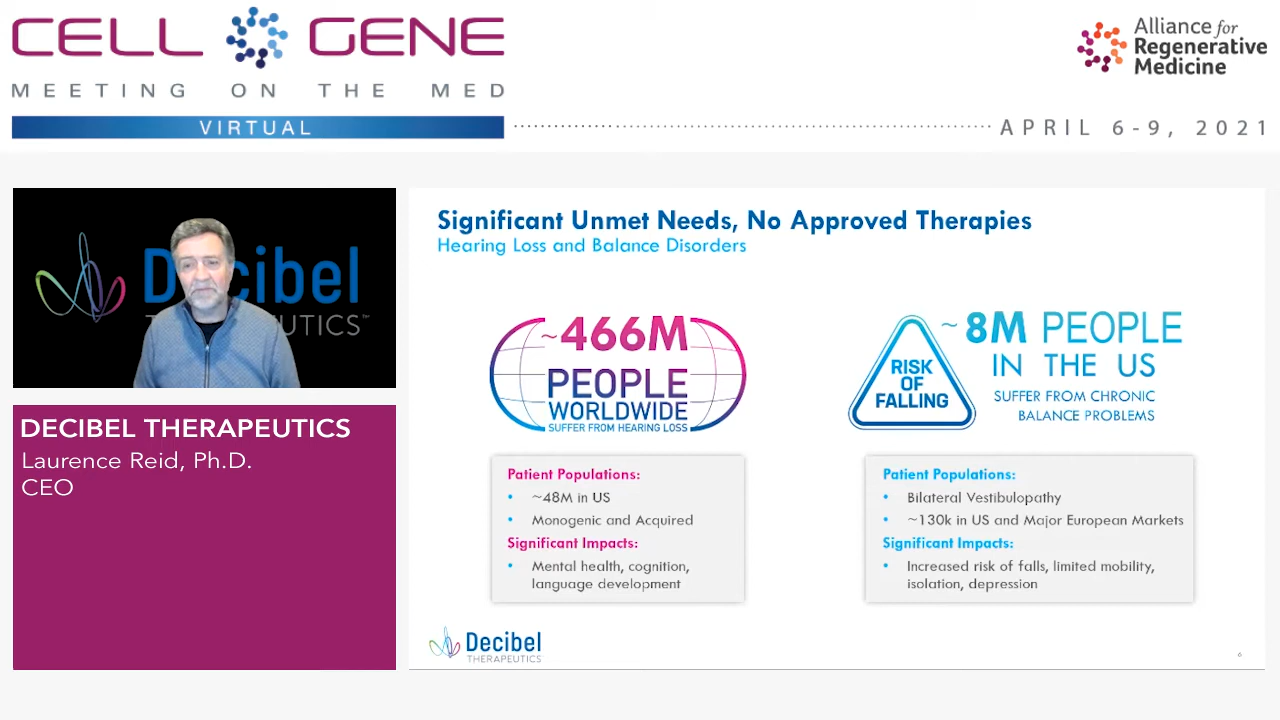 CELL GENE
MEETING ON THE MED
VIRTUAL
Alliance for
Regenerative
Medicine
APRIL 6-9, 2021
Decibel
THERAPEUTICS
DECIBEL THERAPEUTICS
Laurence Reid, Ph.D.
CEO
Significant Unmet Needs, No Approved Therapies
Hearing Loss and Balance Disorders
~466M
PEOPLE
WORLDWIDE
SUFFER FROM HEARING LOSS
Patient Populations:
• ~48M in US
• Monogenic and Acquired
Significant Impacts:
• Mental health, cognition,
language development
RISK
OF
FALLING
~8M PEOPLE
IN THE US
SUFFER FROM CHRONIC
BALANCE PROBLEMS
Patient Populations:
• Bilateral Vestibulopathy
• ~130k in US and Major European Markets
Significant Impacts:
• Increased risk of falls, limited mobility,
isolation, depression
Decibel
THERAPEUTICS
6